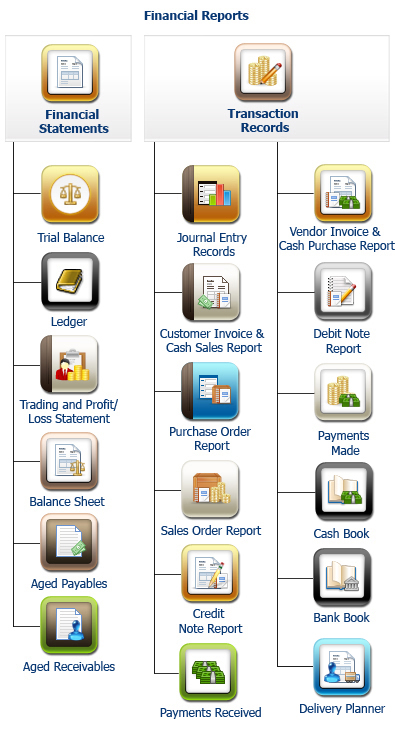 Financial Reports
Financial
Statements
Transaction
Records
Trial Balance
Ledger
Trading and Profit/
Loss Statement
Balance Sheet
Aged Payables
Aged Receivables
Journal Entry
Records
Customer Invoice &
Cash Sales Report
Purchase Order
Report
Sales Order Report
Credit
Note Report
Payments Received
Vendor Invoice &
Cash Purchase Report
Debit Note
Report
Payments
Made
Cash Book
Bank Book
Delivery Planner